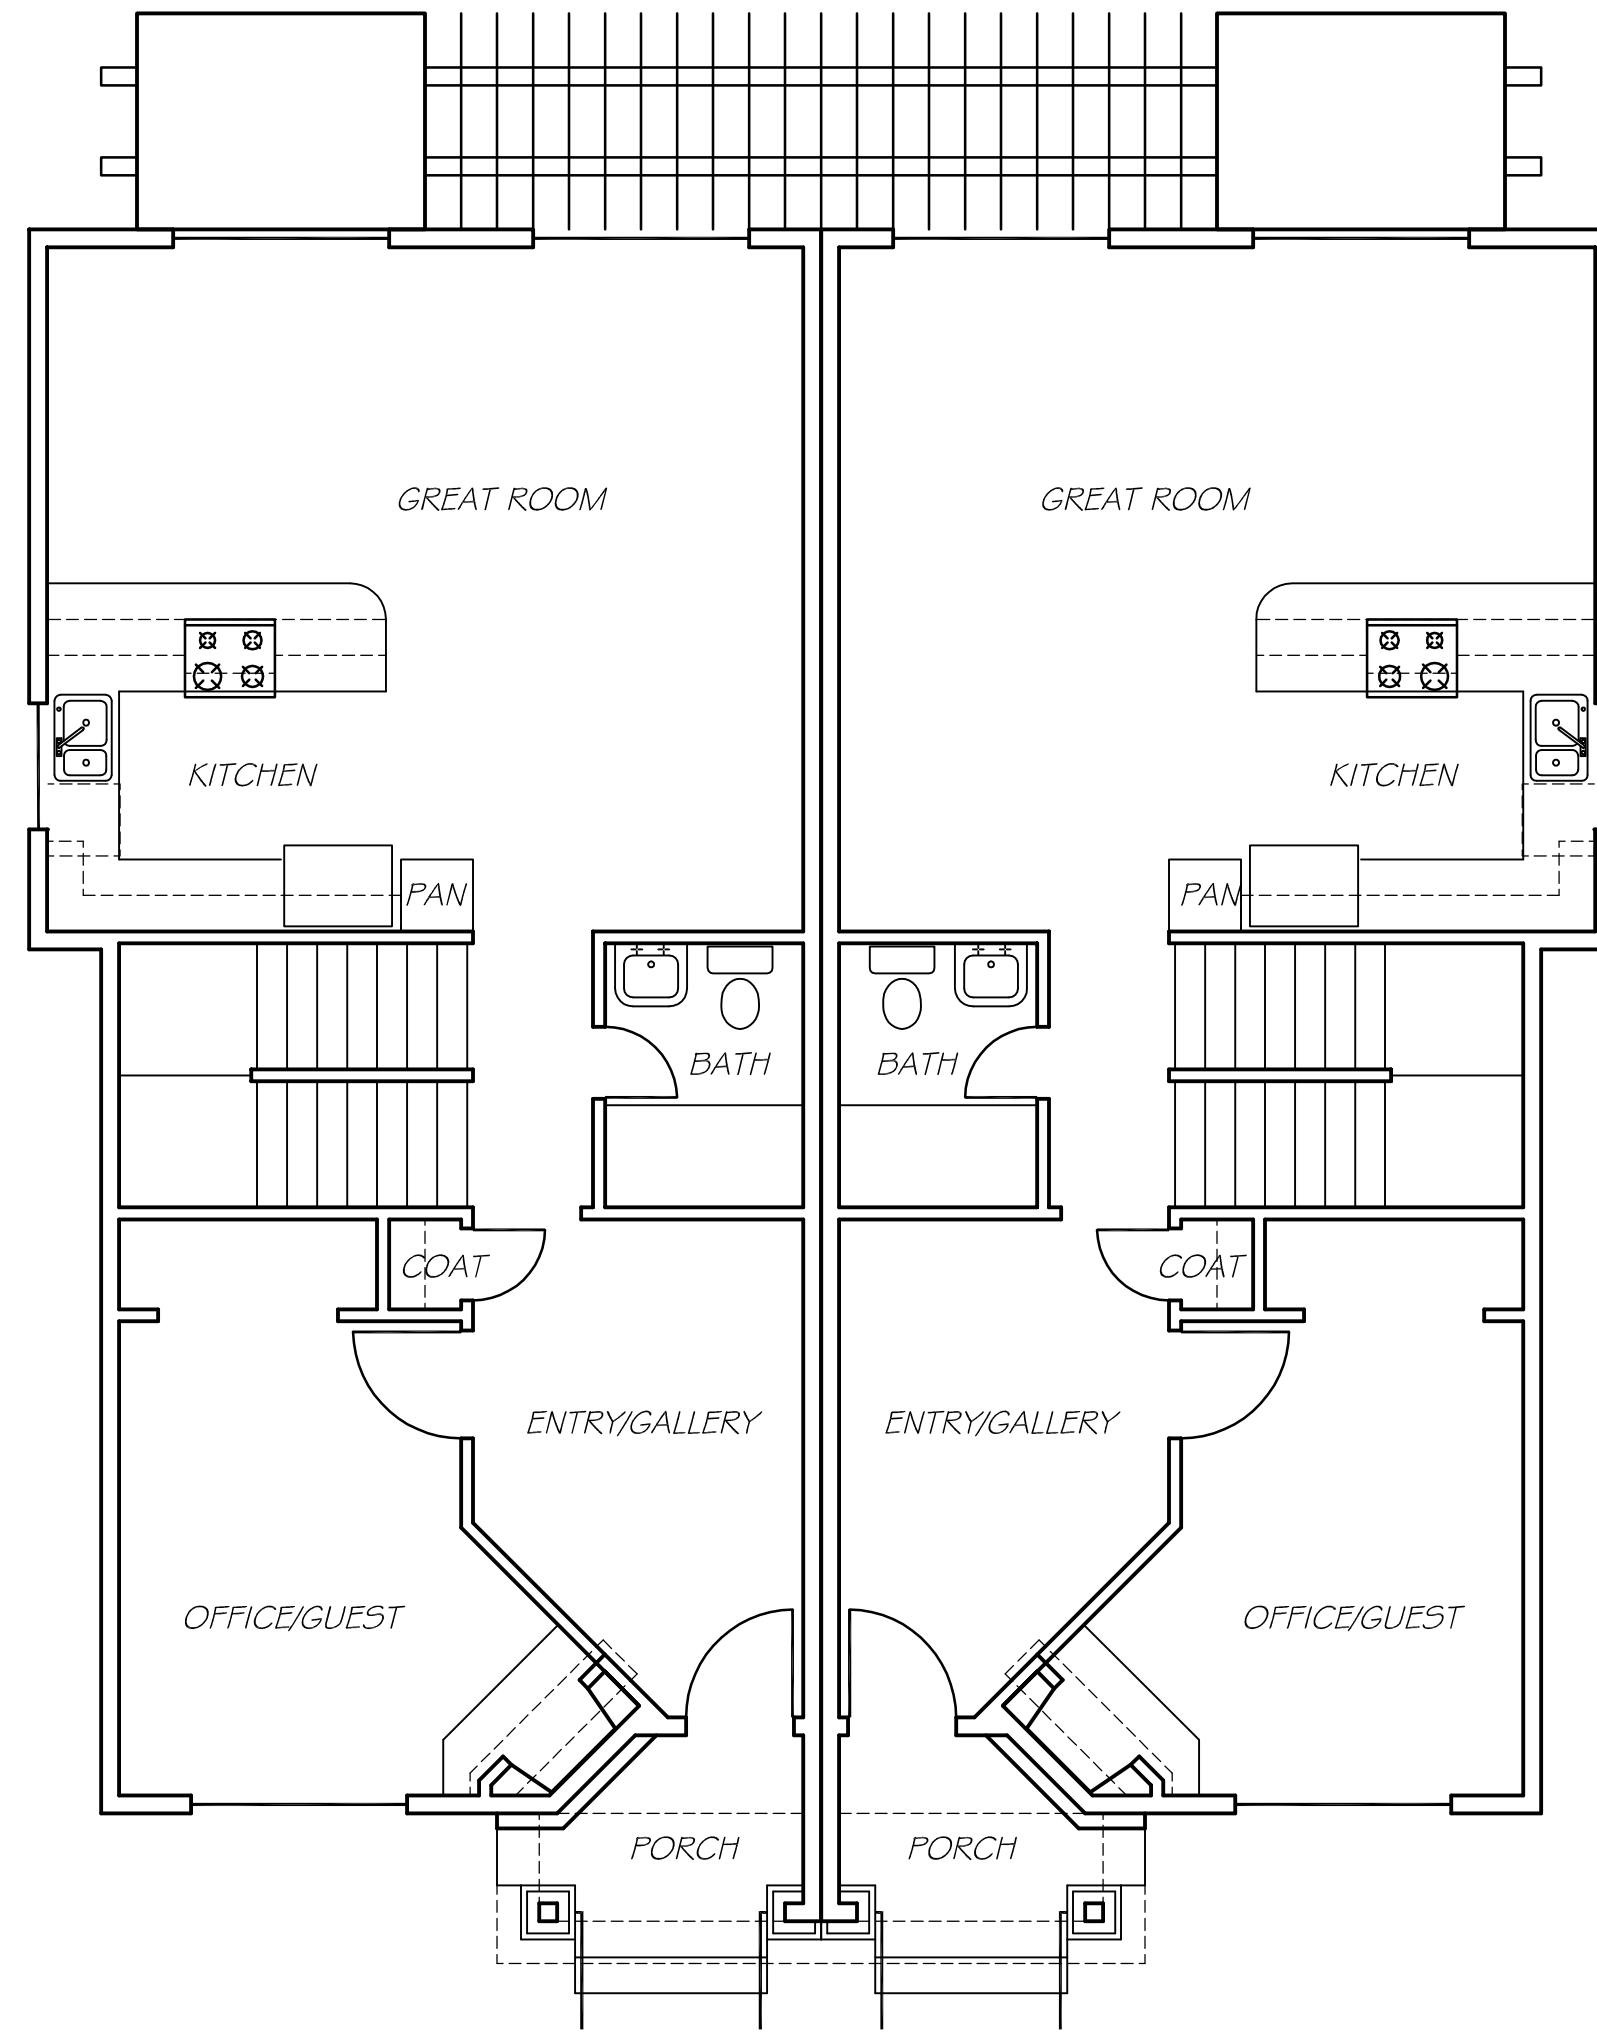 GREAT ROOM
GREAT ROOM
KITCHEN
KITCHEN
PAN
PAN
BATH
BATH
COAT
COAT
ENTRY/GALLERY
ENTRY/GALLERY
OFFICE/GUEST
OFFICE/GUEST
PORCH
PORCH